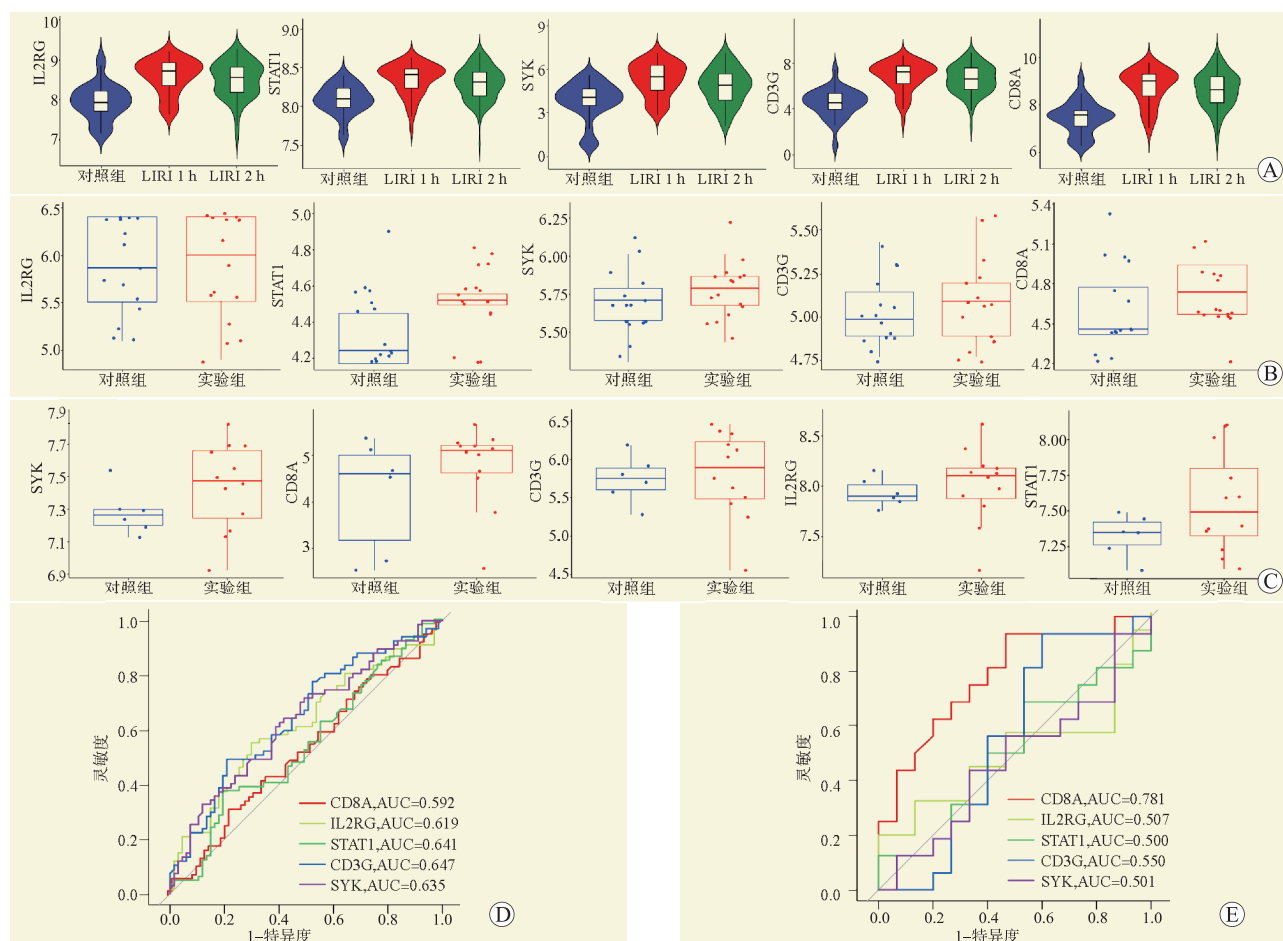 IL2RG
10
9
8
7
对照组 LIRI 1 h LIRI 2 h
STAT1
9.0
8.5
8.0
7.5
对照组 LIRI 1 h LIRI 2 h
SYK
9
6
3
0
对照组 LIRI 1 h LIRI 2 h
CD3G
8
4
0
对照组 LIRI 1 h LIRI 2 h
CD8A
10
8
6
对照组 LIRI 1 h LIRI 2 h
A
IL2RG
6.5
6.0
5.5
5.0
对照组 实验组
STAT1
5.0
4.8
4.6
4.4
4.2
对照组 实验组
SYK
6.25
6.00
5.75
5.50
对照组 实验组
CD3G
5.50
5.25
5.00
4.75
对照组 实验组
CD8A
5.4
5.1
4.8
4.5
4.2
对照组 实验组
B
SYK
7.9
7.7
7.5
7.3
7.1
6.9
对照组 实验组
CD8A
5
4
3
对照组 实验组
CD3G
6.5
6.0
5.5
5.0
4.5
对照组 实验组
IL2RG
8.5
8.0
7.5
对照组 实验组
STAT1
8.00
7.75
7.50
7.25
对照组 实验组
C
灵敏度
1.0
0.8
0.6
0.4
0.2
0.0
CD8A,AUC=0.592
IL2RG,AUC=0.619
STAT1,AUC=0.641
CD3G,AUC=0.647
SYK,AUC=0.635
0.0 0.2 0.4 0.6 0.8 1.0
1-特异度
D
灵敏度
1.0
0.8
0.6
0.4
0.2
0.0
CD8A,AUC=0.781
IL2RG,AUC=0.507
STAT1,AUC=0.500
CD3G,AUC=0.550
SYK,AUC=0.501
0.0 0.2 0.4 0.6 0.8 1.0
1-特异度
E